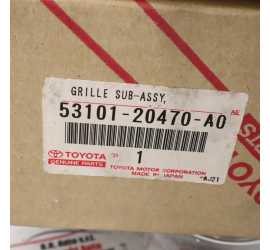 GRILLE SUB-ASSY,
53101-20470-A0
TOYOTA
GENUINE PARTS
1
TOYOTA MOTOR CORPORATION
MADE IN JAPAN